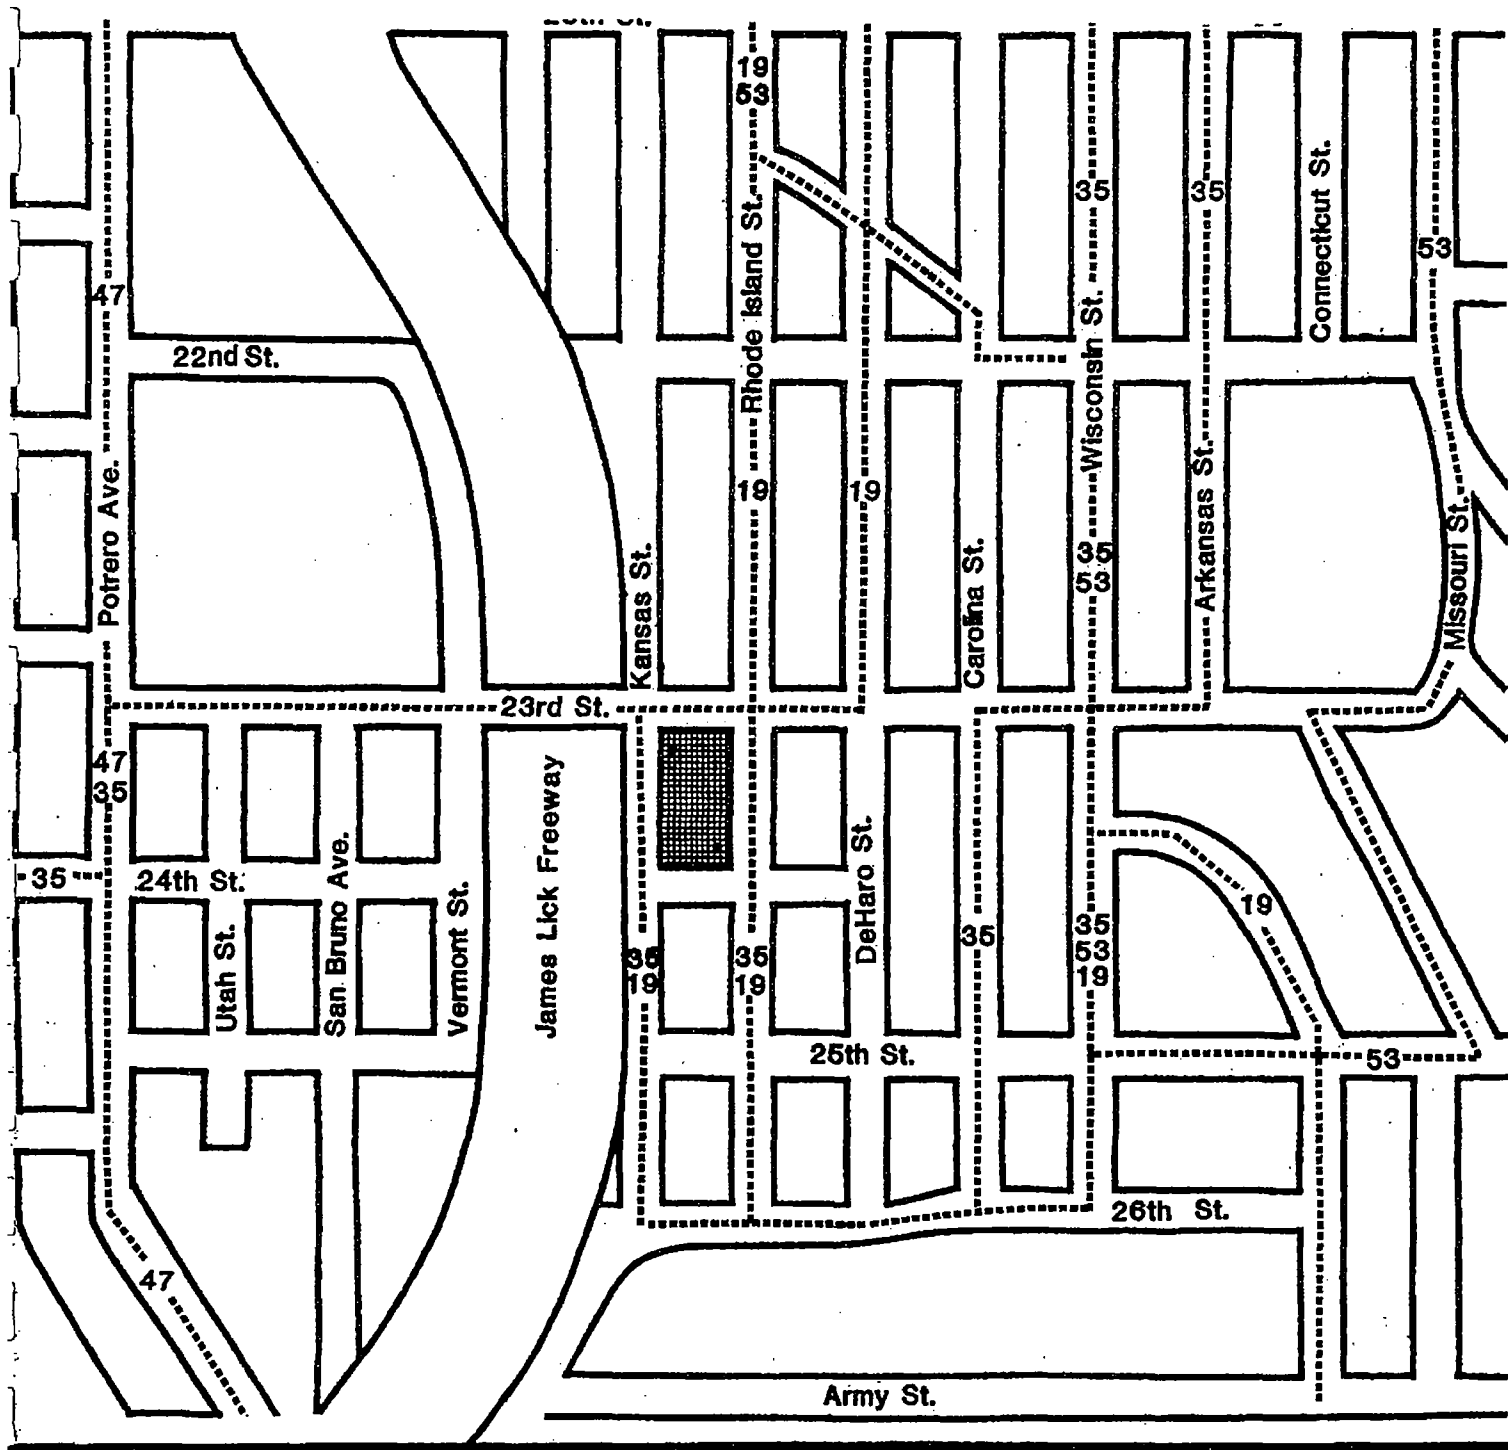 19
53
35
35
Connecticut St.
53
47
Rhode Island St.
Wisconsin St.
22nd St.
19
19
Arkansas St.
Potrero Ave.
Missouri St.
Kansas St.
Carolina St.
35
53
23rd St.
47
35
James Lick Freeway
35
24th St.
San Bruno Ave.
Utah St.
Vermont St.
DeHaro St.
19
35
19
35
19
35
35
53
19
25th St.
53
26th St.
47
Army St.